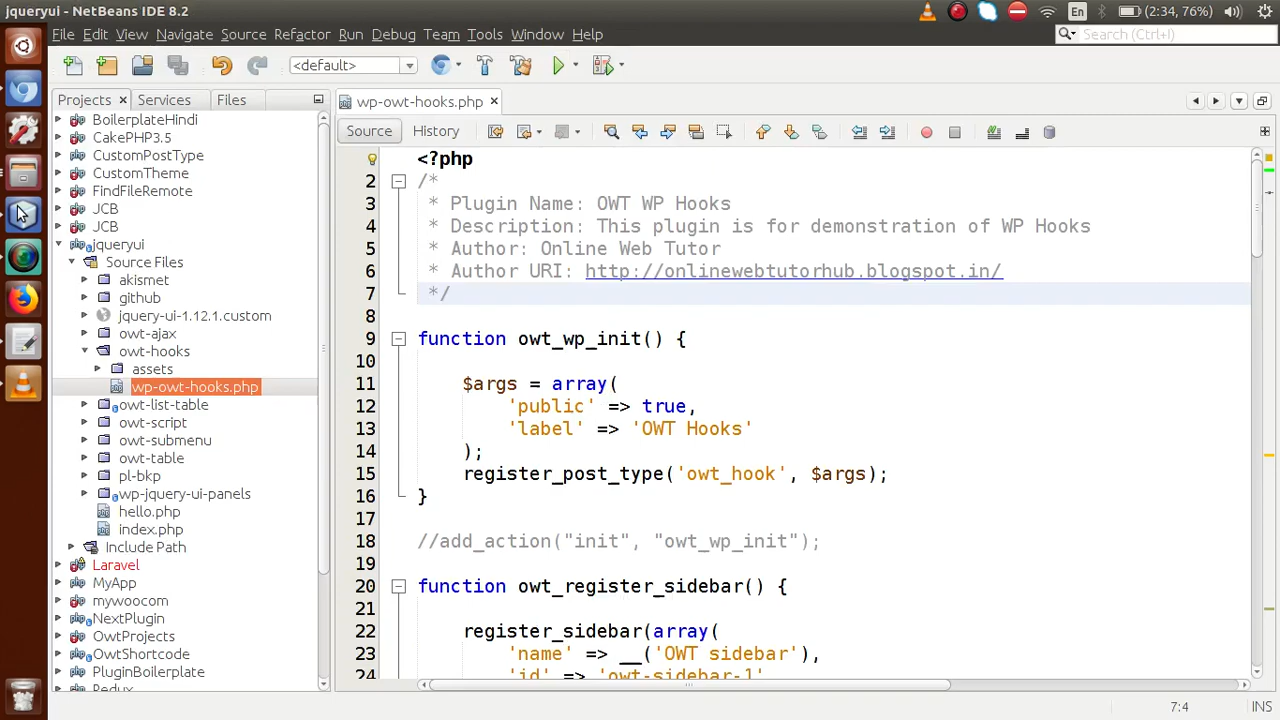 jqueryui - NetBeans IDE 8.2
En
(2:34, 76%)
File Edit View Navigate Source Refactor Run Debug Team Tools Window Help
Search (Ctrl+I)
<default>
Projects
Services
Files
wp-owt-hooks.php
Source
History
BoilerplateHindi
CakePHP3.5
CustomPostType
CustomTheme
FindFileRemote
JCB
JCB
jqueryui
Source Files
akismet
github
jquery-ui-1.12.1.custom
owt-ajax
owt-hooks
assets
wp-owt-hooks.php
owt-list-table
owt-script
owt-submenu
owt-table
pl-bkp
wp-jquery-ui-panels
hello.php
index.php
Include Path
Laravel
MyApp
mywoocom
NextPlugin
OwtProjects
OwtShortcode
PluginBoilerplate
Redux
<?php
2 /*
3 * Plugin Name: OWT WP Hooks
4 * Description: This plugin is for demonstration of WP Hooks
5 * Author: Online Web Tutor
6 * Author URI: http://onlinewebtutorhub.blogspot.in/
7 */
8
9 function owt_wp_init() {
10
11 $args = array(
12 'public' => true,
13 'label' => 'OWT Hooks'
14 );
15 register_post_type('owt_hook', $args);
16 }
17
18 //add_action("init", "owt_wp_init");
19
20 function owt_register_sidebar() {
21
22 register_sidebar(array(
23 'name' => __('OWT sidebar'),
24 'id' => 'owt-sidebar-1'
7:4
INS